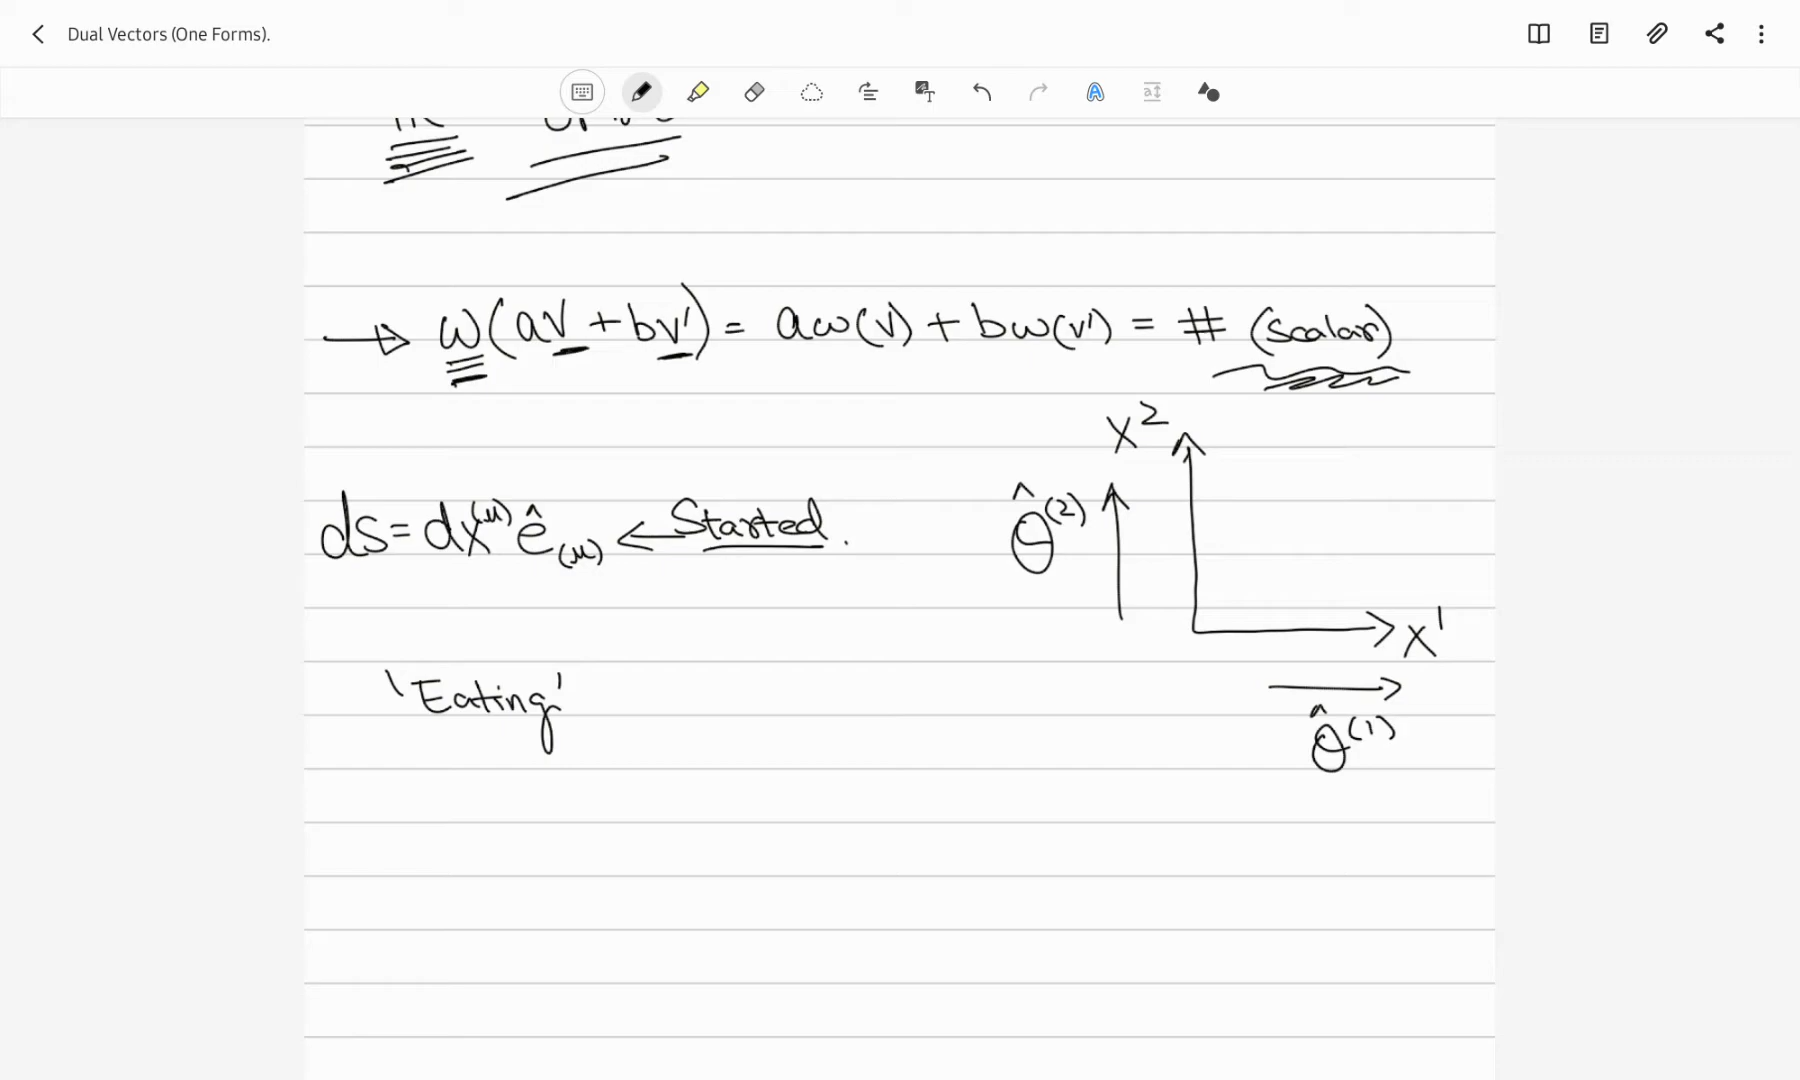 Dual Vectors (One Forms).
→ ω(av + bv') = aω(v) + bω(v') = # (scalar)
x²
ds = dx^(μ) ê_(μ) ← Started.
θ̂^(2)
x¹
'Eating'
θ̂^(1)